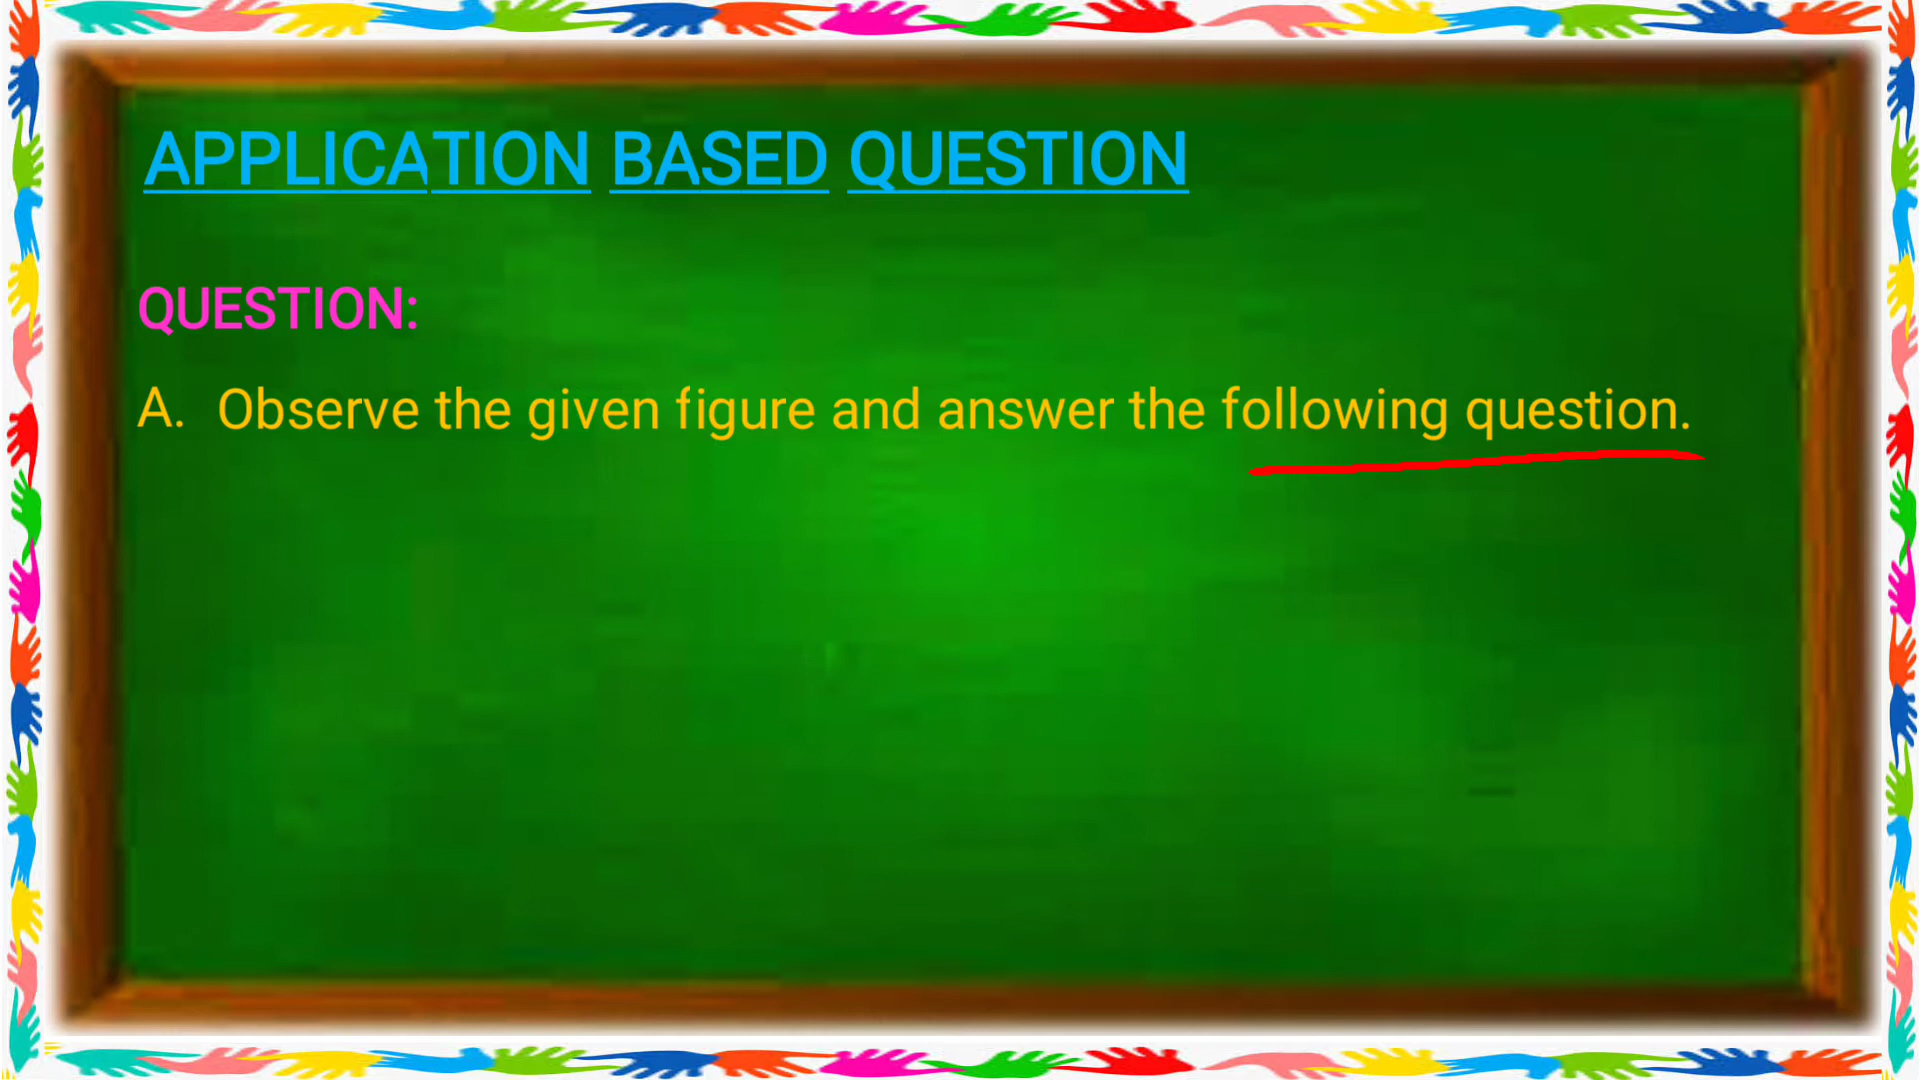 APPLICATION BASED QUESTION
QUESTION:
A. Observe the given figure and answer the following question.